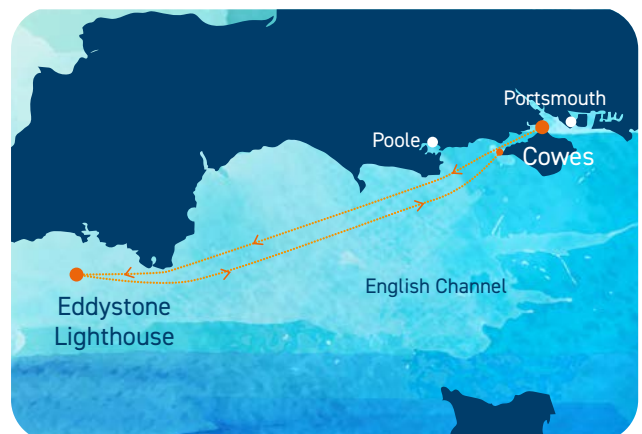 Portsmouth
Poole
Cowes
English Channel
Eddystone
Lighthouse